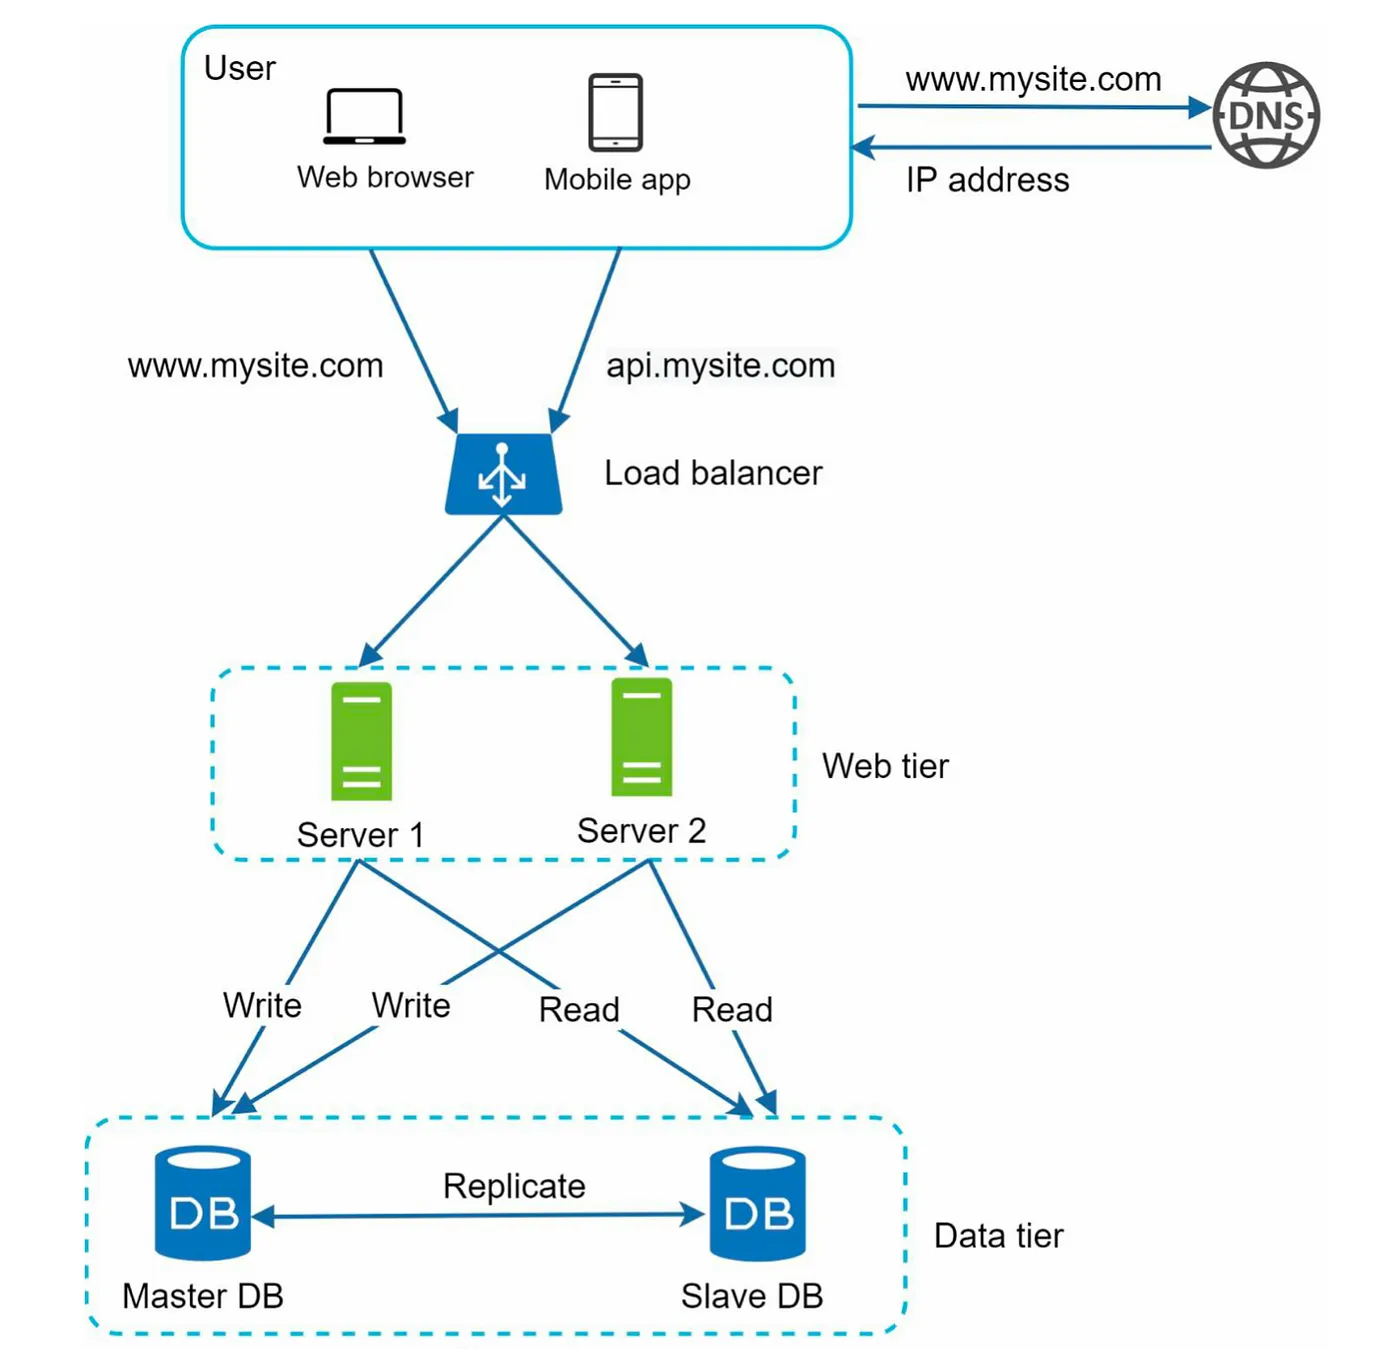 User
Web browser
Mobile app
www.mysite.com
DNS
IP address
www.mysite.com
api.mysite.com
Load balancer
Web tier
Server 1
Server 2
Write
Write
Read
Read
Replicate
DB
DB
Data tier
Master DB
Slave DB